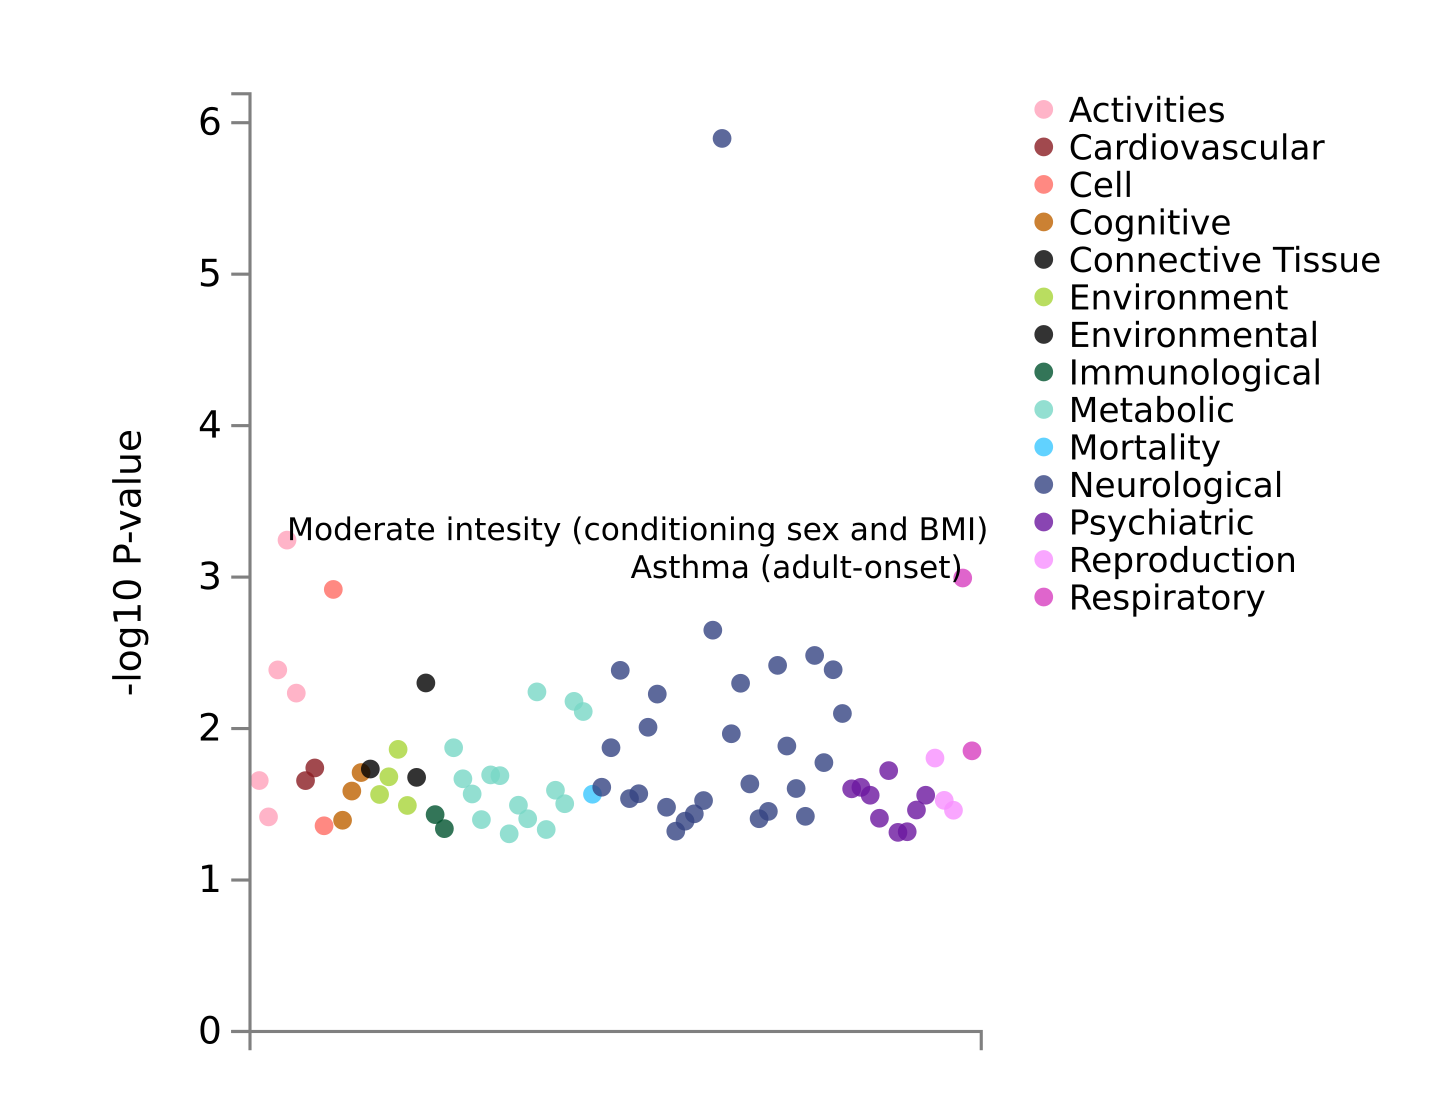 6
5
4
3
2
1
0
-log10 P-value
Moderate intesity (conditioning sex and BMI)
Asthma (adult-onset)
Activities
Cardiovascular
Cell
Cognitive
Connective Tissue
Environment
Environmental
Immunological
Metabolic
Mortality
Neurological
Psychiatric
Reproduction
Respiratory